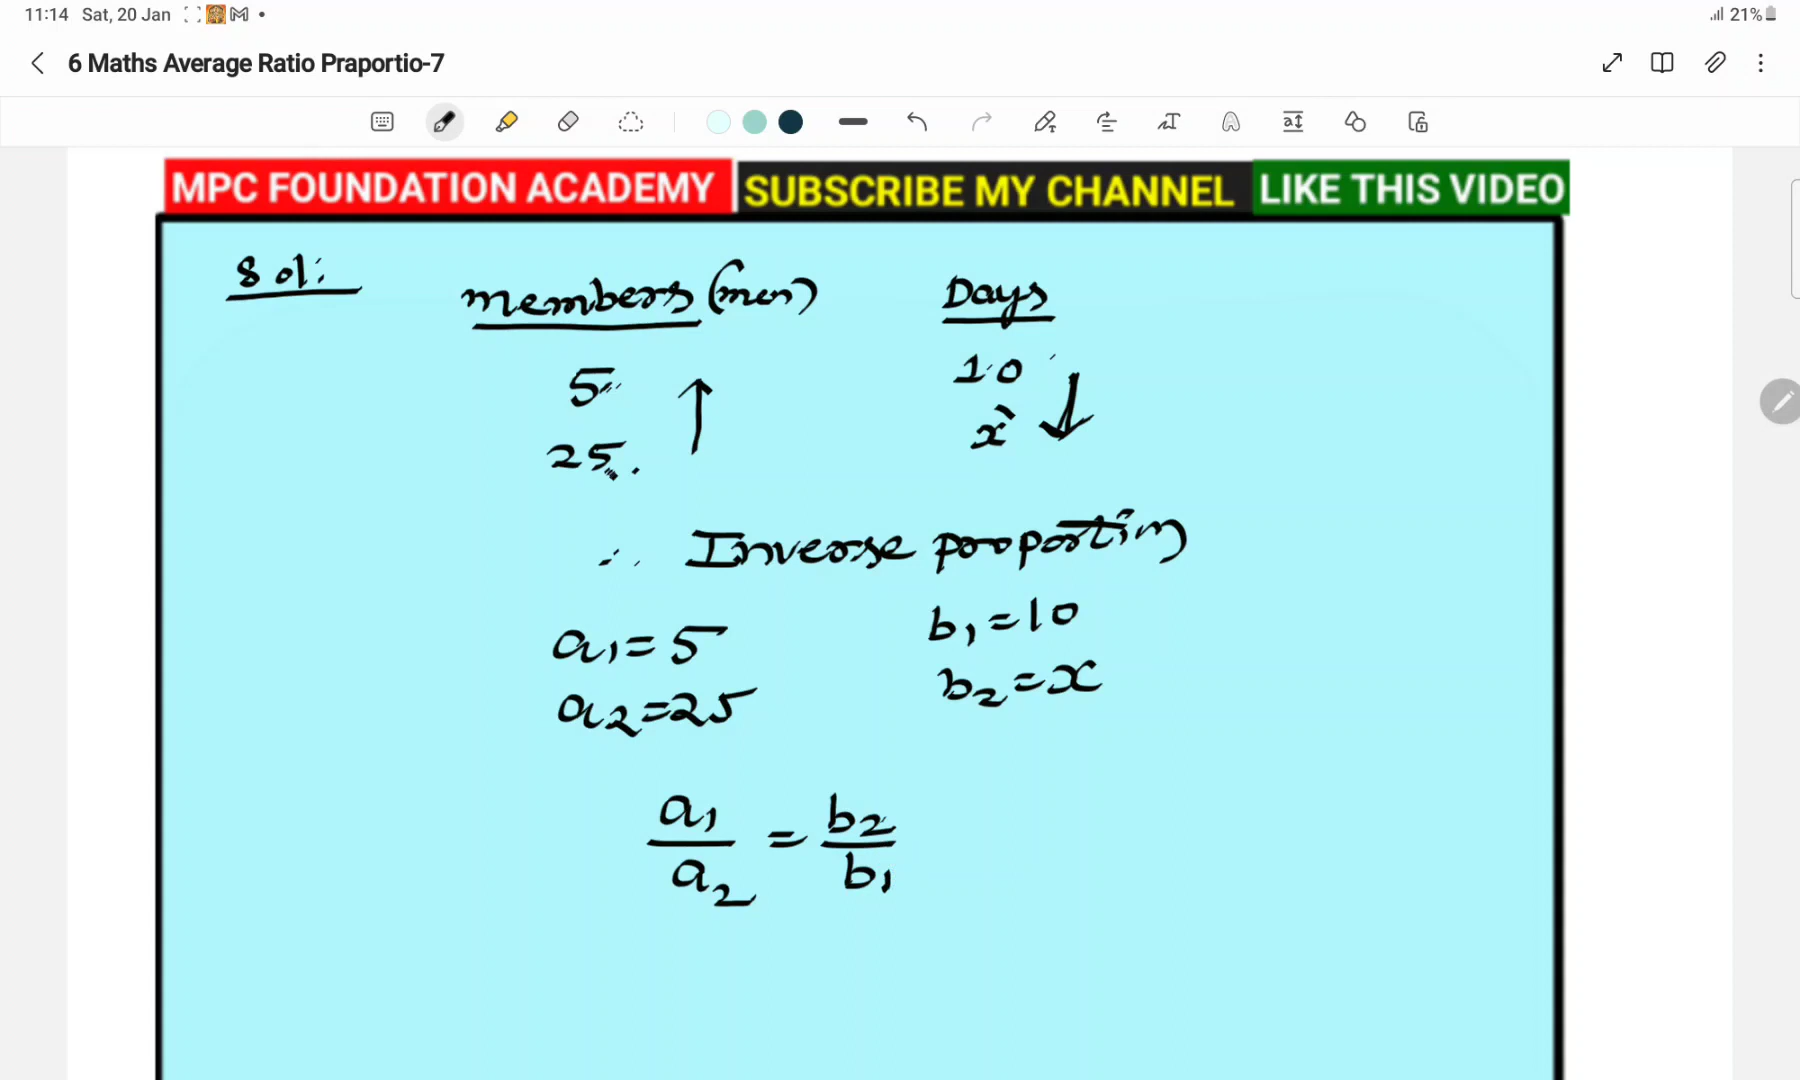 11:14 Sat, 20 Jan
21%
6 Maths Average Ratio Praportio-7
MPC FOUNDATION ACADEMY SUBSCRIBE MY CHANNEL LIKE THIS VIDEO
Sol:
members (men) Days
5 10
25 x
∴ Inverse proportion
a₁=5 b₁=10
a₂=25 b₂=x
a₁/a₂ = b₂/b₁